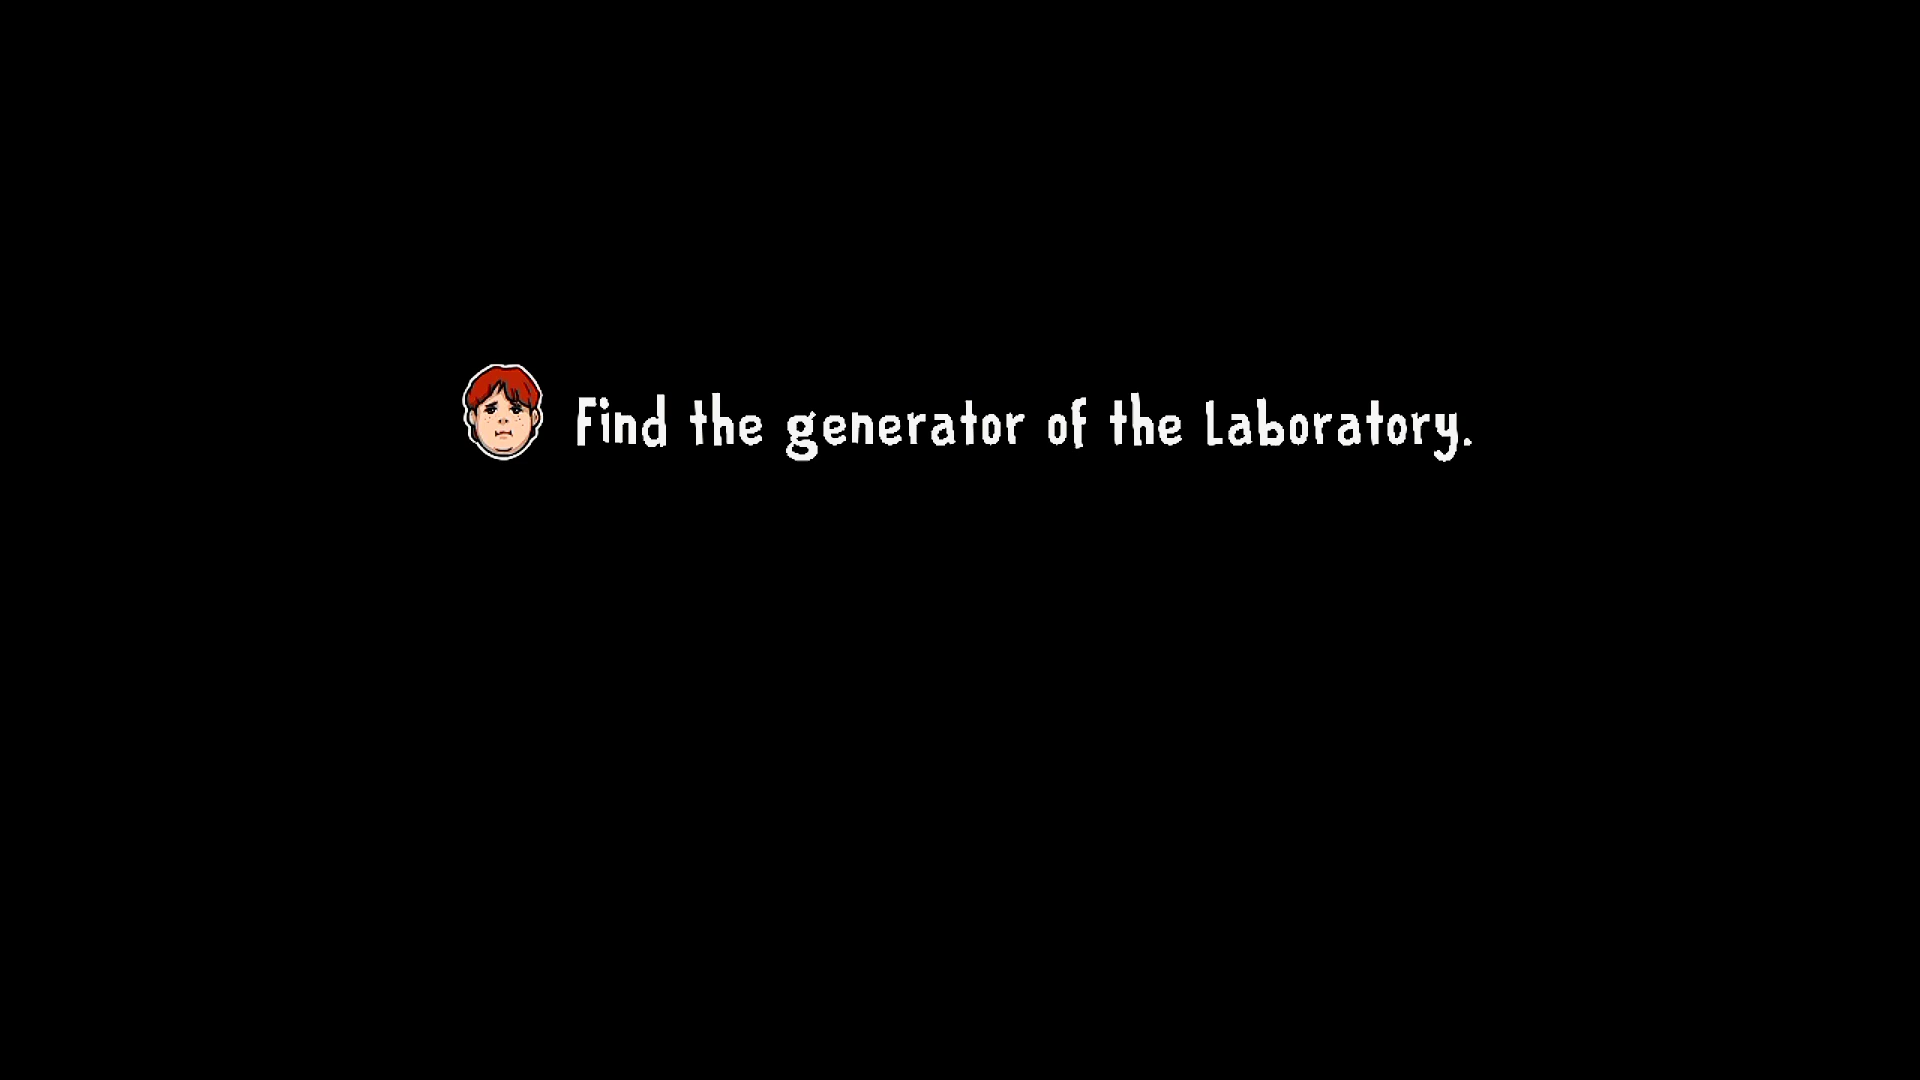 Find the generator of the Laboratory.